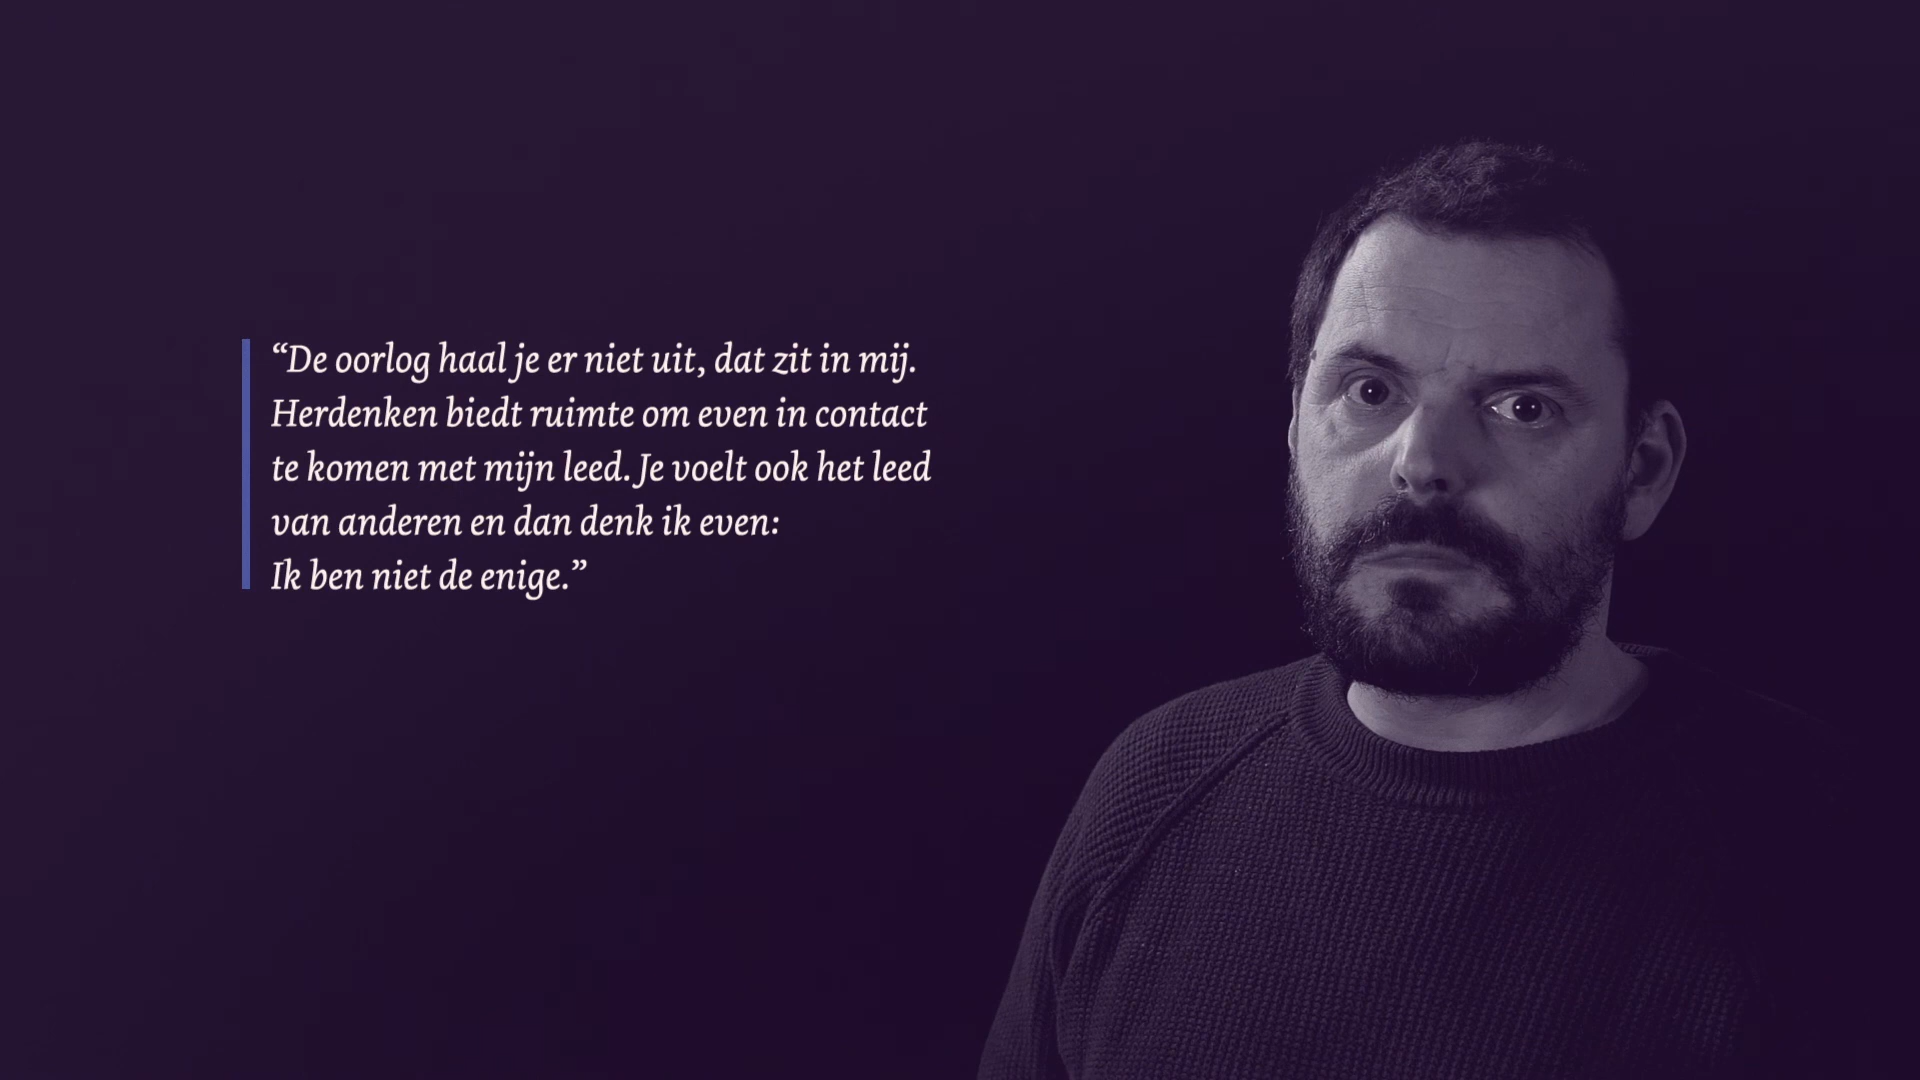 “De oorlog haal je er niet uit, dat zit in mij.
Herdenken biedt ruimte om even in contact
te komen met mijn leed. Je voelt ook het leed
van anderen en dan denk ik even:
Ik ben niet de enige.”